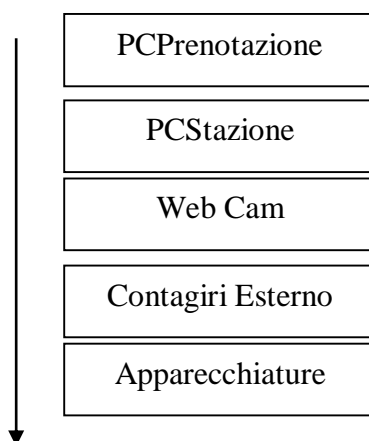 PCPrenotazione
PCStazione
Web Cam
Contagiri Esterno
Apparecchiature